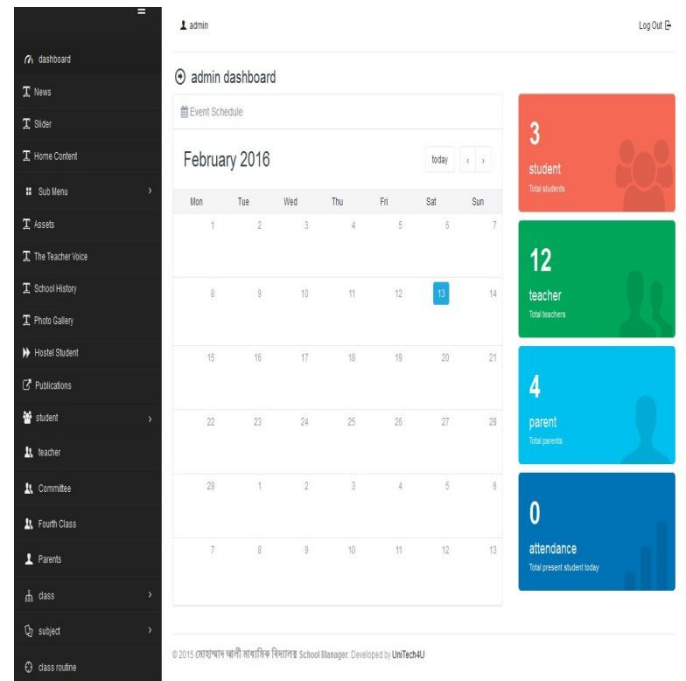 admin
Log Out
dashboard
News
Slider
Home Content
Sub Menu
Assets
The Teacher Voice
School History
Photo Gallery
Hostel Student
Publications
student
teacher
Committee
Fourth Class
Parents
class
subject
class routine
admin dashboard
Event Schedule
February 2016
today
Mon Tue Wed Thu Fri Sat Sun
1 2 3 4 5 6 7
8 9 10 11 12 13 14
15 16 17 18 19 20 21
22 23 24 25 26 27 28
29 1 2 3 4 5 6
7 8 9 10 11 12 13
3
student
Total students
12
teacher
Total teachers
4
parent
Total parents
0
attendance
Total present student today
© 2015 মোহাম্মাদ আলী মাধ্যমিক বিদ্যালয় School Manager. Developed by UniTech4U